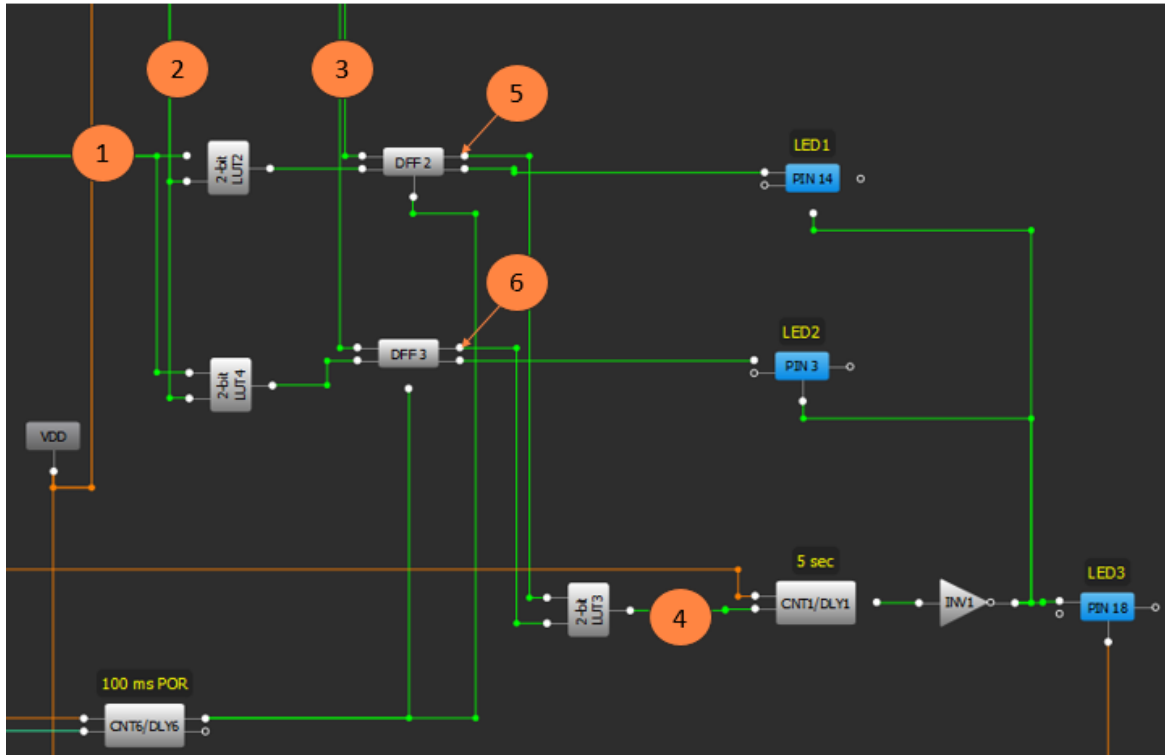 2
3
5
1
2-bit
LUT2
DFF 2
LED1
PIN 14
6
LED2
2-bit
LUT4
DFF 3
PIN 3
VDD
5 sec
LED3
2-bit
LUT3
4
CNT1/DLY1
INV1
PIN 18
100 ms POR
CNT6/DLY6